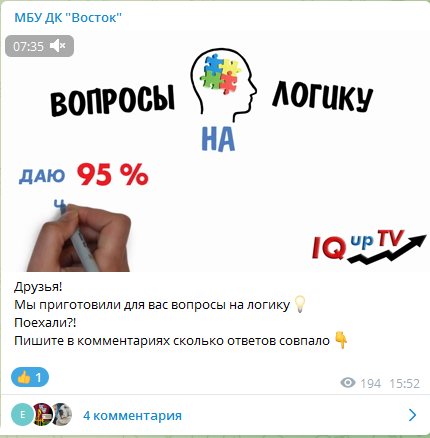 МБУ ДК "Восток"
07:35
ВОПРОСЫ ЛОГИКУ
НА
ДАЮ 95 %
Ч
IQ up TV
Друзья!
Мы приготовили для вас вопросы на логику 💡
Поехали?!
Пишите в комментариях сколько ответов совпало 👇
👍 1
194 15:52
Е
4 комментария